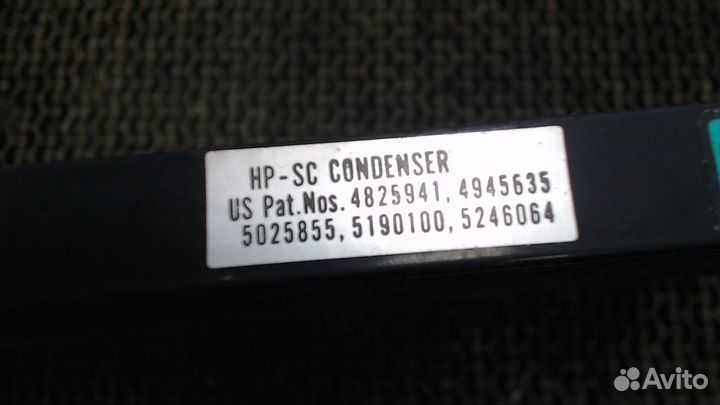 HP-SC CONDENSER
US Pat.Nos. 4825941, 4945635
5025855, 5190100, 5246064
Avito